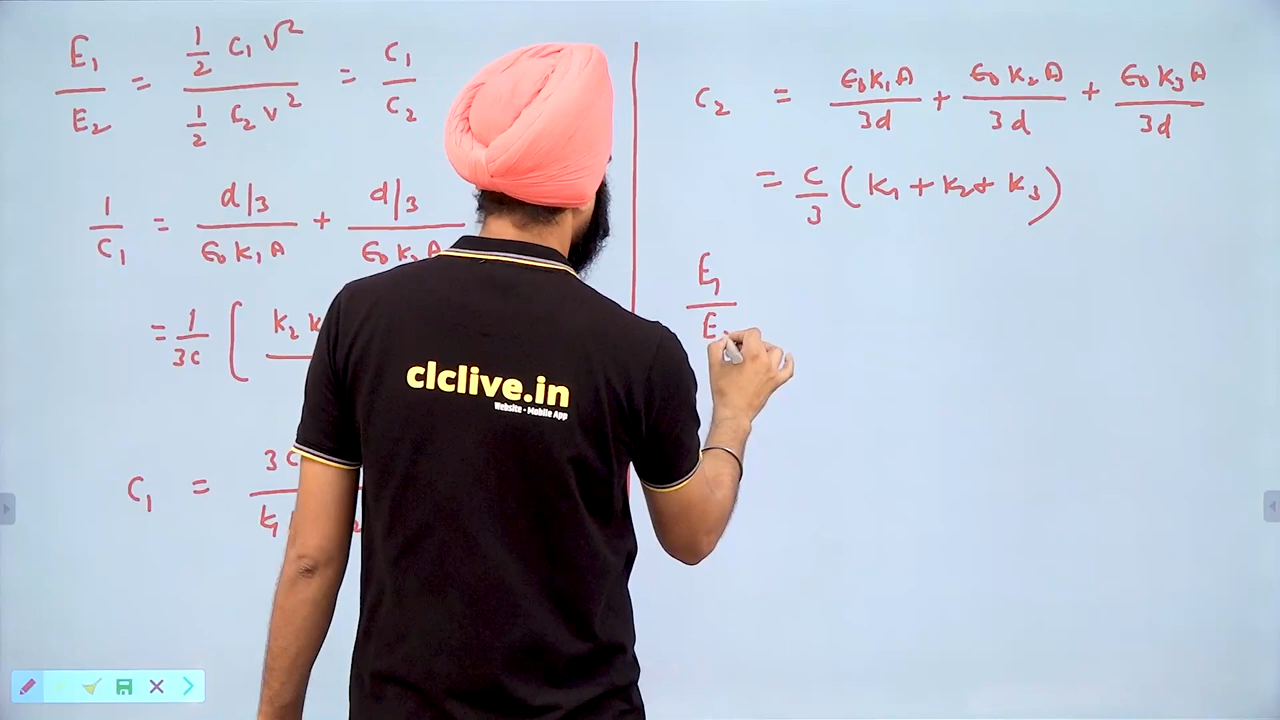 E₁/E₂ = (½ C₁ V²)/(½ C₂ V²) = C₁/C₂
1/C₁ = (d/3)/(ε₀ K₁ A) + (d/3)/(ε₀ K₂ A)
= 1/3C [ K₂ K
C₁ = 3C
K₁
C₂ = ε₀K₁A/3d + ε₀K₂A/3d + ε₀K₃A/3d
= C/3 (K₁ + K₂ + K₃)
E₁/E
clclive.in
Website • Mobile App